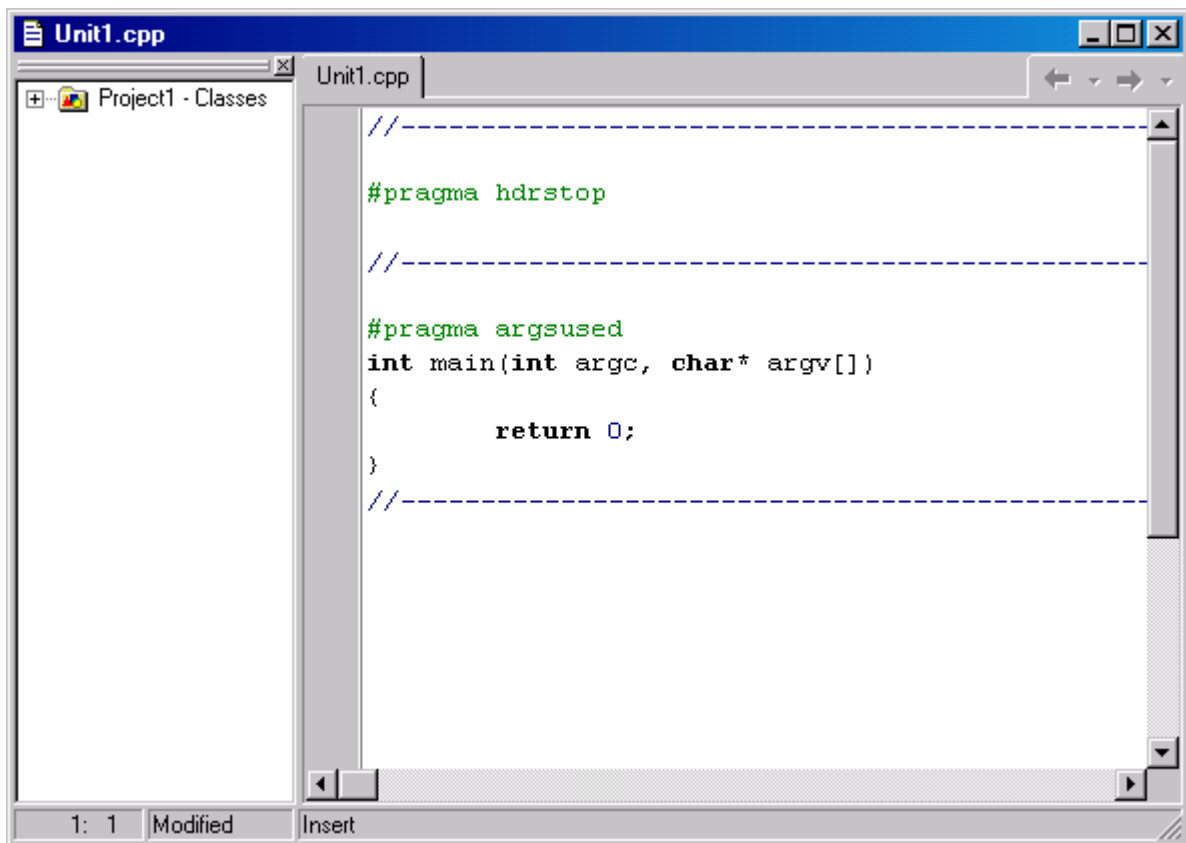 Unit1.cpp
Project1 - Classes
Unit1.cpp
//-----------------------------------------------
#pragma hdrstop
//-----------------------------------------------
#pragma argsused
int main(int argc, char* argv[])
{
        return 0;
}
//-----------------------------------------------
1: 1 Modified Insert